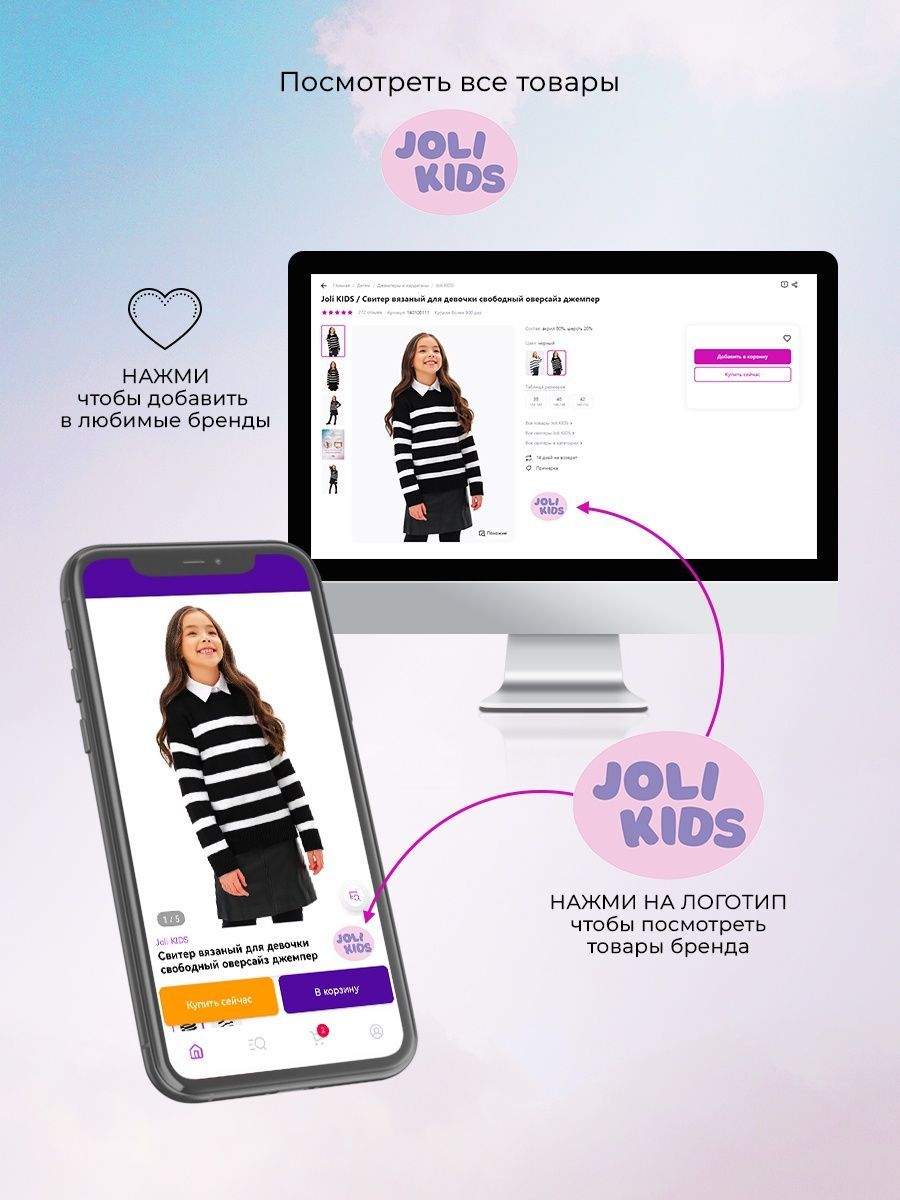 Посмотреть все товары
JOLI
KIDS
НАЖМИ
чтобы добавить
в любимые бренды
Главная / Детям / Джемперы и кардиганы / Joli KIDS
Joli KIDS / Свитер вязаный для девочки свободный оверсайз джемпер
272 отзыва Артикул: 140108111 Купили более 900 раз
Состав: акрил 80%, шерсть 20%
Цвет: чёрный
Таблица размеров
38 40 42
Все товары Joli KIDS >
Все свитеры Joli KIDS >
Все свитеры в категории >
14 дней на возврат
Примерка
Похожие
Добавить в корзину
Купить сейчас
JOLI
KIDS
JOLI
KIDS
НАЖМИ НА ЛОГОТИП
чтобы посмотреть
товары бренда
1 / 5
Joli KIDS
Свитер вязаный для девочки
свободный оверсайз джемпер
JOLI
KIDS
Купить сейчас
В корзину
2